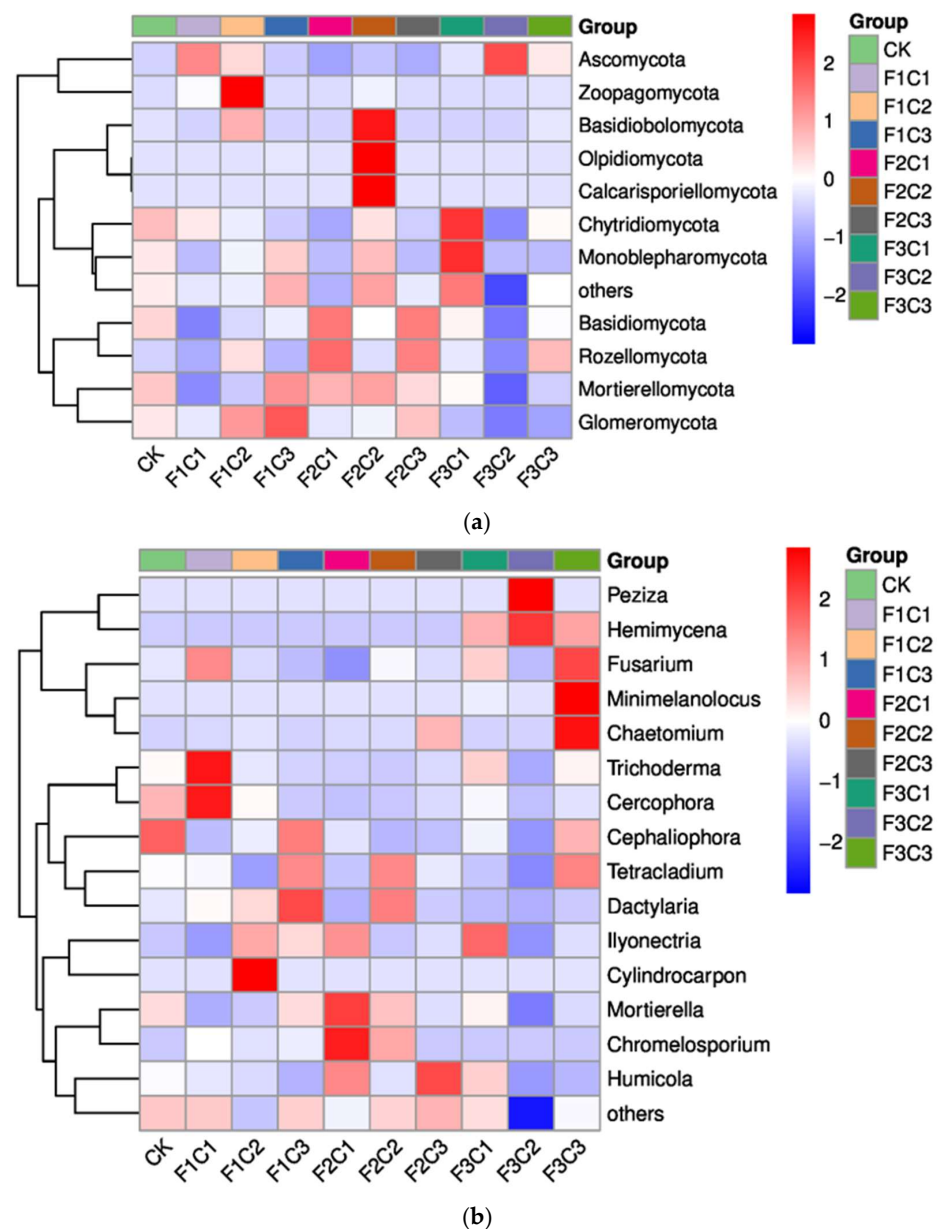 Group
Ascomycota
Zoopagomycota
Basidiobolomycota
Olpidiomycota
Calcarisporiellomycota
Chytridiomycota
Monoblepharomycota
others
Basidiomycota
Rozellomycota
Mortierellomycota
Glomeromycota
CK F1C1 F1C2 F1C3 F2C1 F2C2 F2C3 F3C1 F3C2 F3C3
2
1
0
−1
−2
Group
CK
F1C1
F1C2
F1C3
F2C1
F2C2
F2C3
F3C1
F3C2
F3C3
(a)
Group
Peziza
Hemimycena
Fusarium
Minimelanolocus
Chaetomium
Trichoderma
Cercophora
Cephaliophora
Tetracladium
Dactylaria
Ilyonectria
Cylindrocarpon
Mortierella
Chromelosporium
Humicola
others
CK F1C1 F1C2 F1C3 F2C1 F2C2 F2C3 F3C1 F3C2 F3C3
2
1
0
−1
−2
Group
CK
F1C1
F1C2
F1C3
F2C1
F2C2
F2C3
F3C1
F3C2
F3C3
(b)